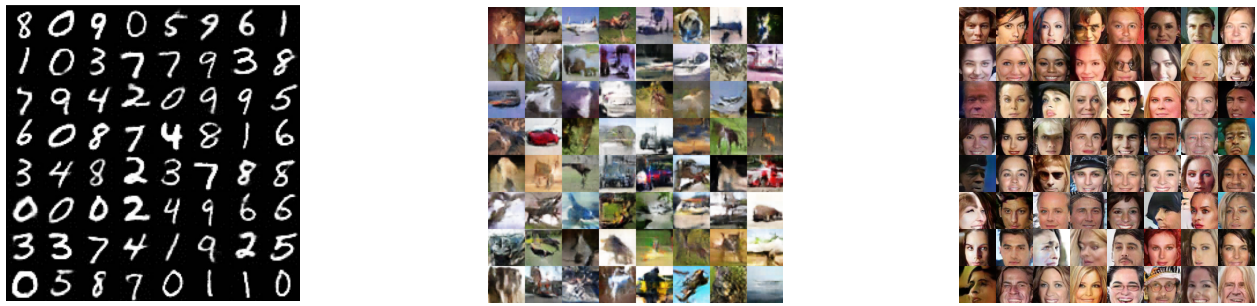 8 0 9 0 5 9 6 1
1 0 3 7 7 9 3 8
7 9 4 2 0 9 9 5
6 0 8 7 4 8 1 6
3 4 8 2 3 7 8 8
0 0 0 2 4 9 6 6
3 3 7 4 1 9 2 5
0 5 8 7 0 1 1 0